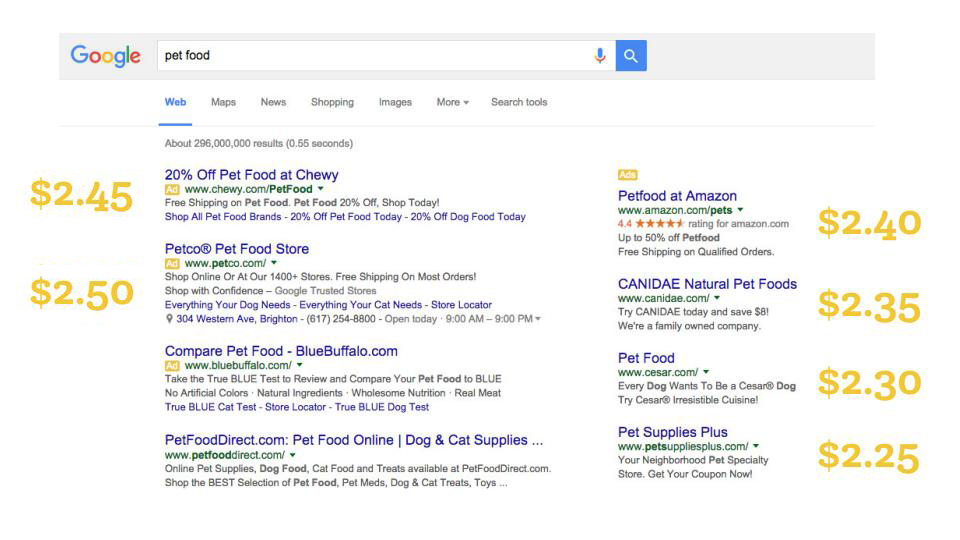 Google
pet food
Web Maps News Shopping Images More Search tools
About 296,000,000 results (0.55 seconds)
$2.45
20% Off Pet Food at Chewy
Ad www.chewy.com/PetFood
Free Shipping on Pet Food. Pet Food 20% Off, Shop Today!
Shop All Pet Food Brands - 20% Off Pet Food Today - 20% Off Dog Food Today
$2.50
Petco® Pet Food Store
Ad www.petco.com/
Shop Online Or At Our 1400+ Stores. Free Shipping On Most Orders!
Shop with Confidence – Google Trusted Stores
Everything Your Dog Needs - Everything Your Cat Needs - Store Locator
304 Western Ave, Brighton - (617) 254-8800 - Open today · 9:00 AM – 9:00 PM
Compare Pet Food - BlueBuffalo.com
Ad www.bluebuffalo.com/
Take the True BLUE Test to Review and Compare Your Pet Food to BLUE
No Artificial Colors · Natural Ingredients · Wholesome Nutrition · Real Meat
True BLUE Cat Test - Store Locator - True BLUE Dog Test
PetFoodDirect.com: Pet Food Online | Dog & Cat Supplies ...
www.petfooddirect.com/
Online Pet Supplies, Dog Food, Cat Food and Treats available at PetFoodDirect.com.
Shop the BEST Selection of Pet Food, Pet Meds, Dog & Cat Treats, Toys ...
Ads
Petfood at Amazon
www.amazon.com/pets
4.4 ★★★★★ rating for amazon.com
Up to 50% off Petfood
Free Shipping on Qualified Orders.
$2.40
CANIDAE Natural Pet Foods
www.canidae.com/
Try CANIDAE today and save $8!
We're a family owned company.
$2.35
Pet Food
www.cesar.com/
Every Dog Wants To Be a Cesar® Dog
Try Cesar® Irresistible Cuisine!
$2.30
Pet Supplies Plus
www.petsuppliesplus.com/
Your Neighborhood Pet Specialty
Store. Get Your Coupon Now!
$2.25